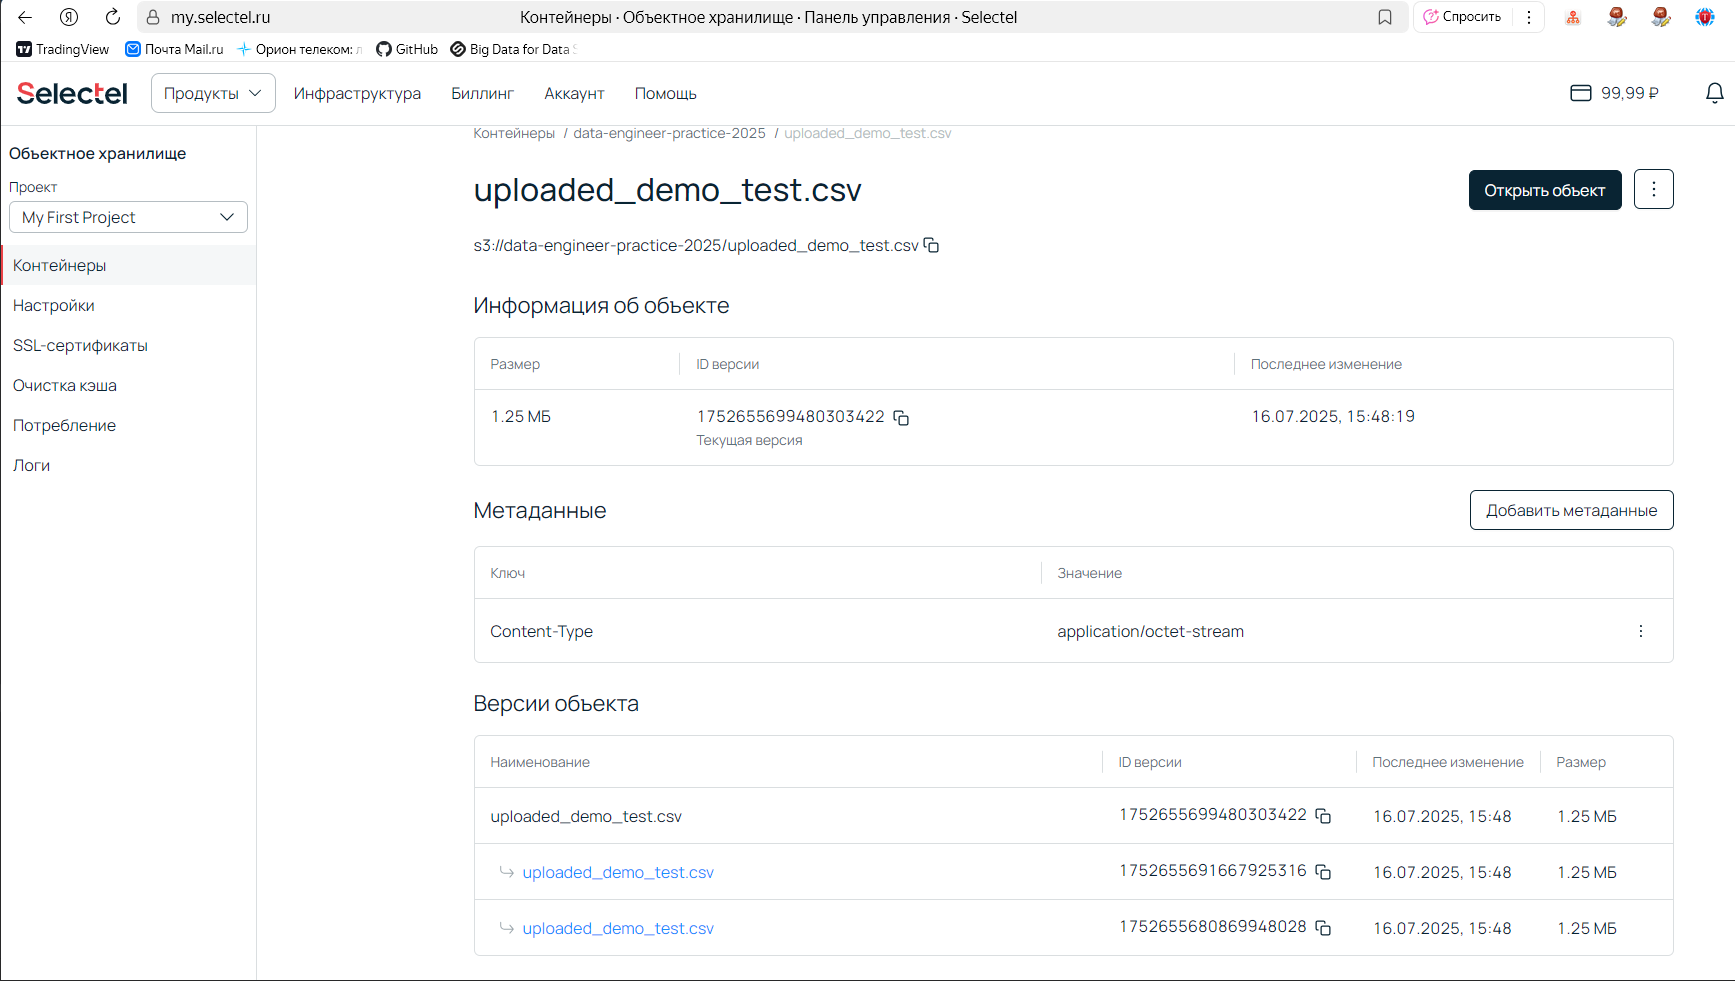 my.selectel.ru
Контейнеры · Объектное хранилище · Панель управления · Selectel
Спросить
TradingView
Почта Mail.ru
Орион телеком:
GitHub
Big Data for Data
Selectel
Продукты
Инфраструктура
Биллинг
Аккаунт
Помощь
99,99 ₽
Объектное хранилище
Проект
My First Project
Контейнеры
Настройки
SSL-сертификаты
Очистка кэша
Потребление
Логи
Контейнеры / data-engineer-practice-2025 / uploaded_demo_test.csv
uploaded_demo_test.csv
Открыть объект
s3://data-engineer-practice-2025/uploaded_demo_test.csv
Информация об объекте
Размер ID версии Последнее изменение
1.25 МБ 1752655699480303422 16.07.2025, 15:48:19
Текущая версия
Метаданные
Добавить метаданные
Ключ Значение
Content-Type application/octet-stream
Версии объекта
Наименование ID версии Последнее изменение Размер
uploaded_demo_test.csv 1752655699480303422 16.07.2025, 15:48 1.25 МБ
uploaded_demo_test.csv 1752655691667925316 16.07.2025, 15:48 1.25 МБ
uploaded_demo_test.csv 1752655680869948028 16.07.2025, 15:48 1.25 МБ